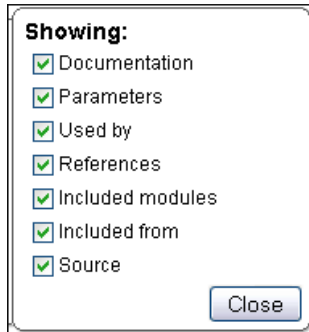 Showing:
Documentation
Parameters
Used by
References
Included modules
Included from
Source
Close